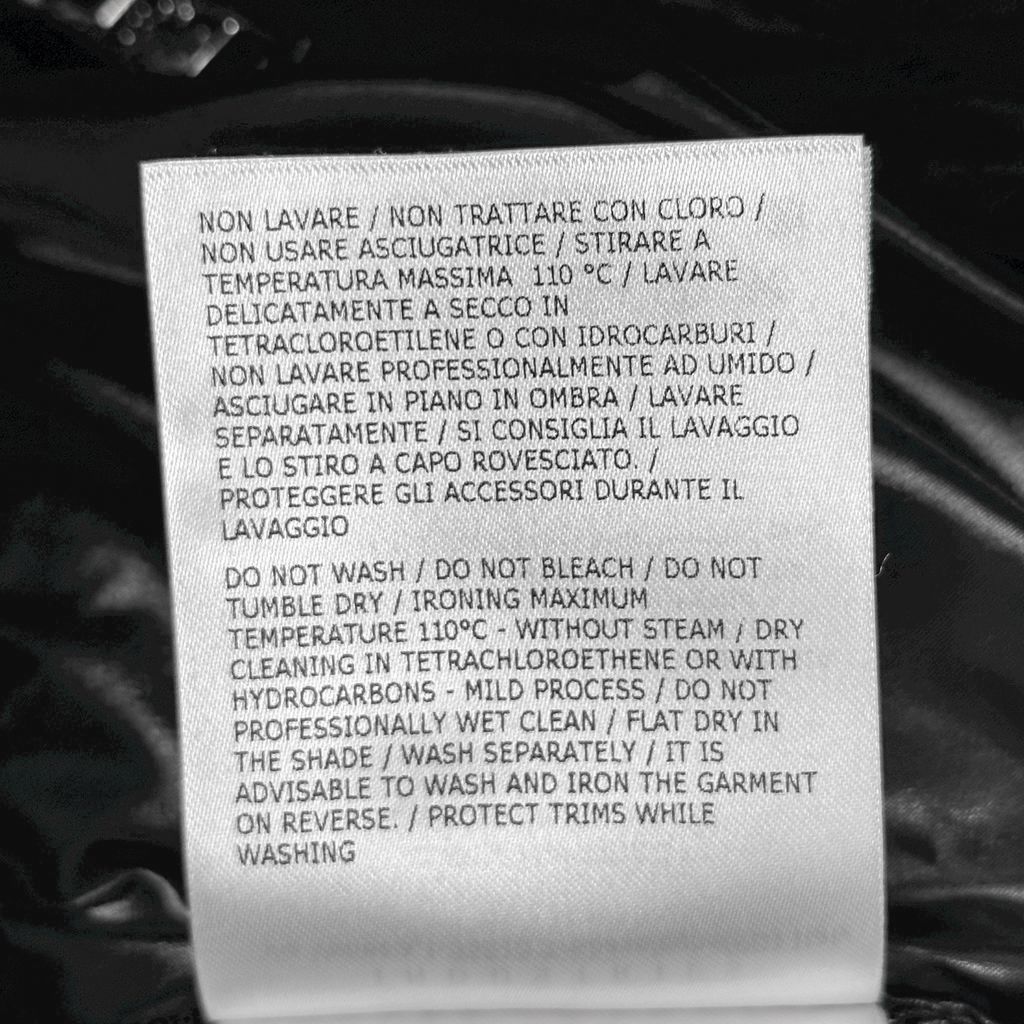 NON LAVARE / NON TRATTARE CON CLORO /
NON USARE ASCIUGATRICE / STIRARE A
TEMPERATURA MASSIMA 110 °C / LAVARE
DELICATAMENTE A SECCO IN
TETRACLOROETILENE O CON IDROCARBURI /
NON LAVARE PROFESSIONALMENTE AD UMIDO /
ASCIUGARE IN PIANO IN OMBRA / LAVARE
SEPARATAMENTE / SI CONSIGLIA IL LAVAGGIO
E LO STIRO A CAPO ROVESCIATO. /
PROTEGGERE GLI ACCESSORI DURANTE IL
LAVAGGIO
DO NOT WASH / DO NOT BLEACH / DO NOT
TUMBLE DRY / IRONING MAXIMUM
TEMPERATURE 110°C - WITHOUT STEAM / DRY
CLEANING IN TETRACHLOROETHENE OR WITH
HYDROCARBONS - MILD PROCESS / DO NOT
PROFESSIONALLY WET CLEAN / FLAT DRY IN
THE SHADE / WASH SEPARATELY / IT IS
ADVISABLE TO WASH AND IRON THE GARMENT
ON REVERSE. / PROTECT TRIMS WHILE
WASHING